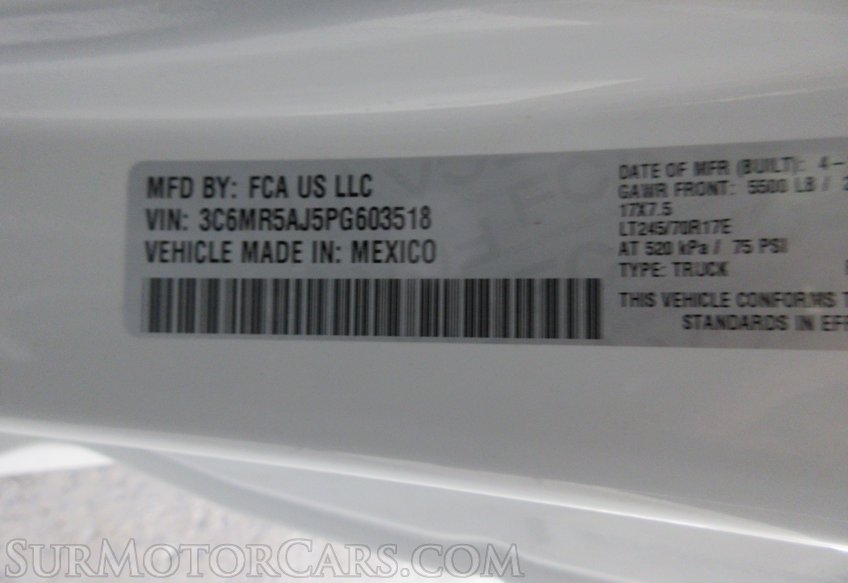 MFD BY: FCA US LLC
VIN: 3C6MR5AJ5PG603518
VEHICLE MADE IN: MEXICO
DATE OF MFR (BUILT): 4-
GAWR FRONT: 5500 LB /
17X7.5
LT245/70R17E
AT 520 kPa / 75 PSI
TYPE: TRUCK
THIS VEHICLE CONFORMS T
STANDARDS IN EFF
SurMotorCars.com